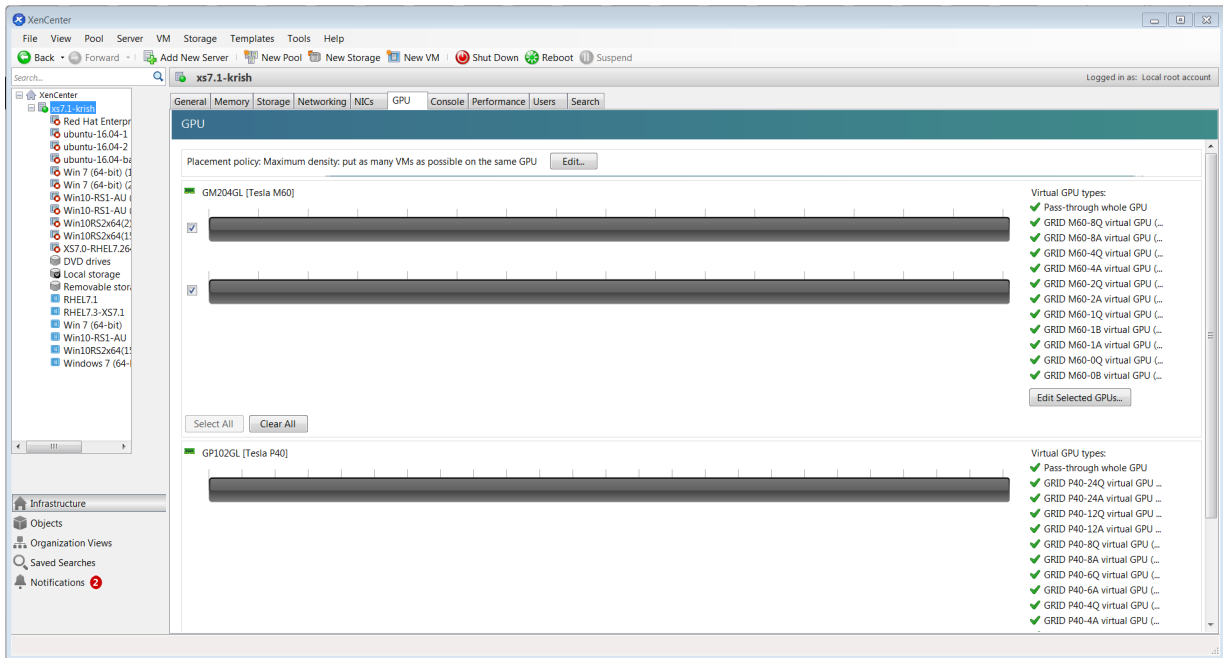 XenCenter
File View Pool Server VM Storage Templates Tools Help
Back Forward Add New Server New Pool New Storage New VM Shut Down Reboot Suspend
Search...
xs7.1-krish
Logged in as: Local root account
XenCenter
xs7.1-krish
Red Hat Enterpr
ubuntu-16.04-1
ubuntu-16.04-2
ubuntu-16.04-ba
Win 7 (64-bit) (1
Win 7 (64-bit) (2
Win10-RS1-AU (
Win10-RS1-AU (
Win10RS2x64(2)
Win10RS2x64(15
XS7.0-RHEL7.264
DVD drives
Local storage
Removable stora
RHEL7.1
RHEL7.3-XS7.1
Win 7 (64-bit)
Win10-RS1-AU
Win10RS2x64(15
Windows 7 (64-b
Infrastructure
Objects
Organization Views
Saved Searches
Notifications 2
General Memory Storage Networking NICs GPU Console Performance Users Search
GPU
Placement policy: Maximum density: put as many VMs as possible on the same GPU Edit...
GM204GL [Tesla M60]
Select All Clear All
Virtual GPU types:
Pass-through whole GPU
GRID M60-8Q virtual GPU (...
GRID M60-8A virtual GPU (...
GRID M60-4Q virtual GPU (...
GRID M60-4A virtual GPU (...
GRID M60-2Q virtual GPU (...
GRID M60-2A virtual GPU (...
GRID M60-1Q virtual GPU (...
GRID M60-1B virtual GPU (...
GRID M60-1A virtual GPU (...
GRID M60-0Q virtual GPU (...
GRID M60-0B virtual GPU (...
Edit Selected GPUs...
GP102GL [Tesla P40]
Virtual GPU types:
Pass-through whole GPU
GRID P40-24Q virtual GPU ...
GRID P40-24A virtual GPU ...
GRID P40-12Q virtual GPU ...
GRID P40-12A virtual GPU ...
GRID P40-8Q virtual GPU (...
GRID P40-8A virtual GPU (...
GRID P40-6Q virtual GPU (...
GRID P40-6A virtual GPU (...
GRID P40-4Q virtual GPU (...
GRID P40-4A virtual GPU (...